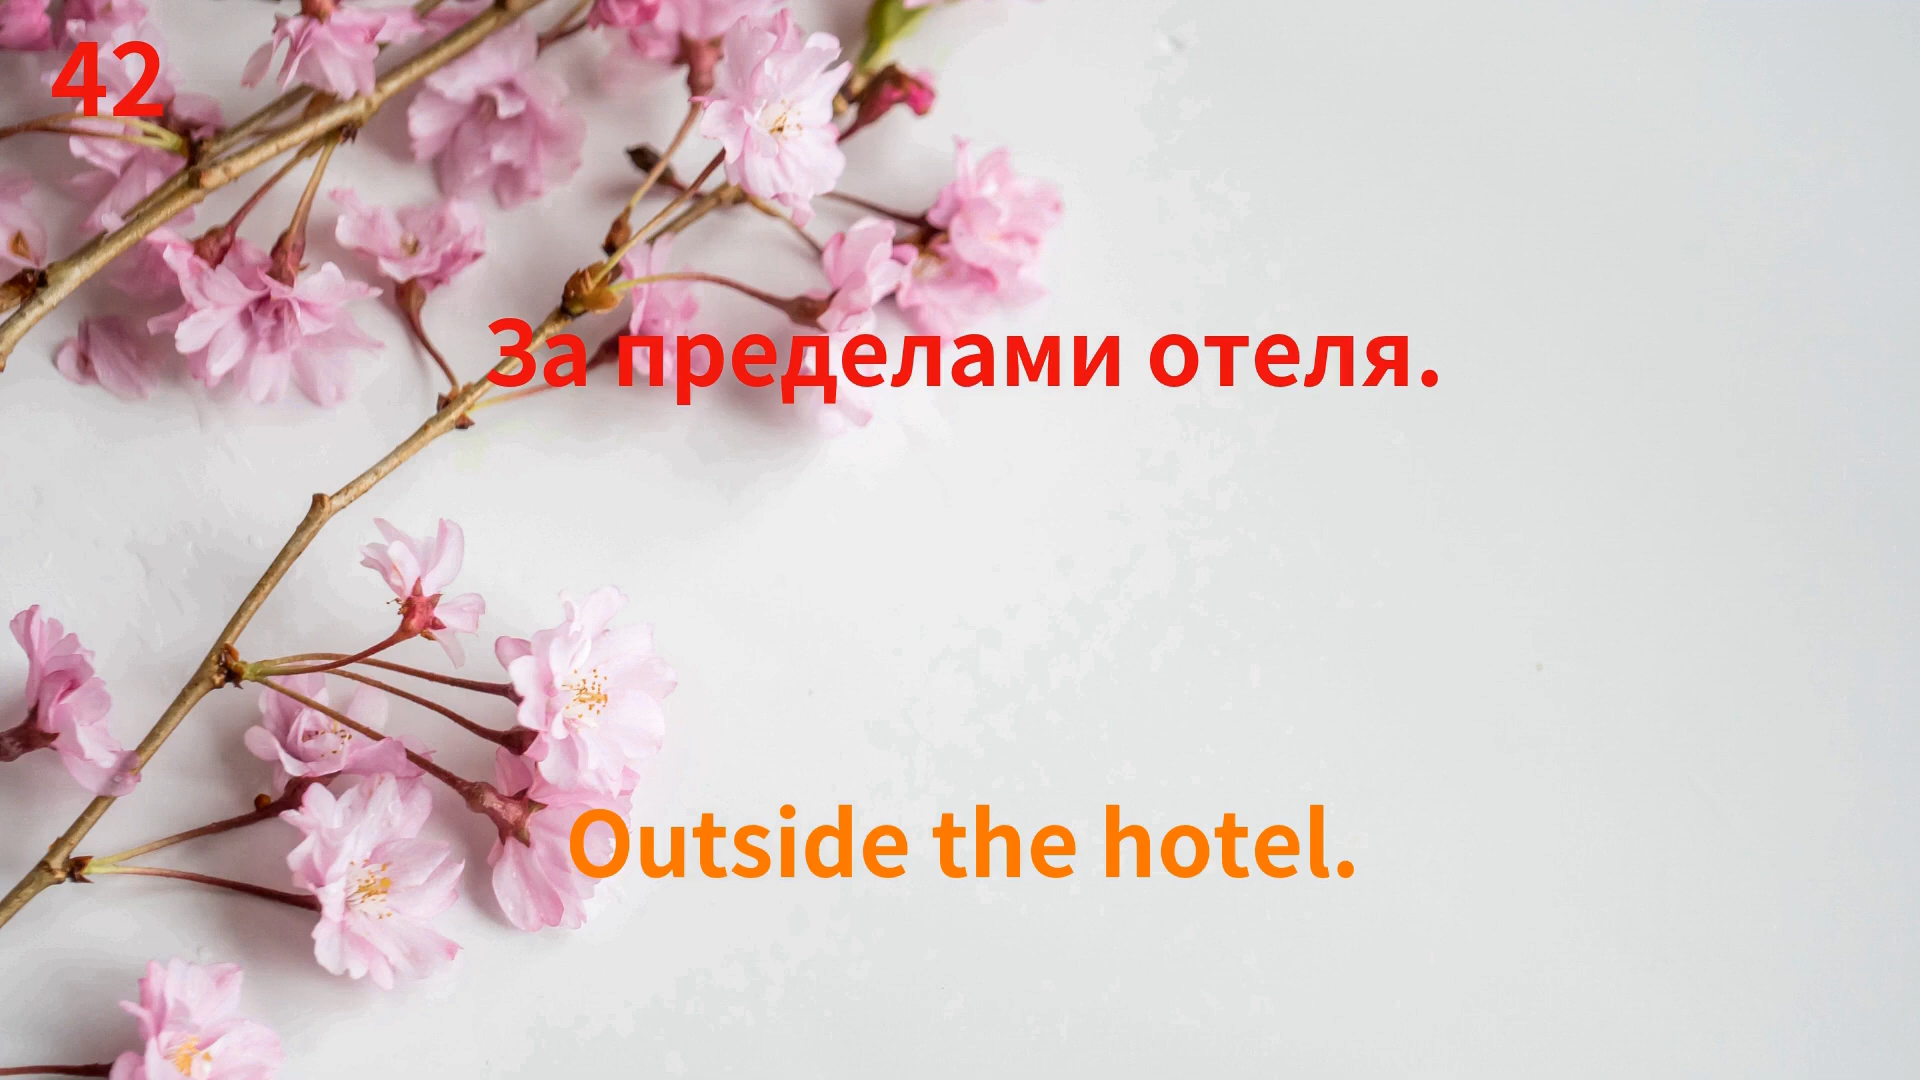 42
За пределами отеля.
Outside the hotel.